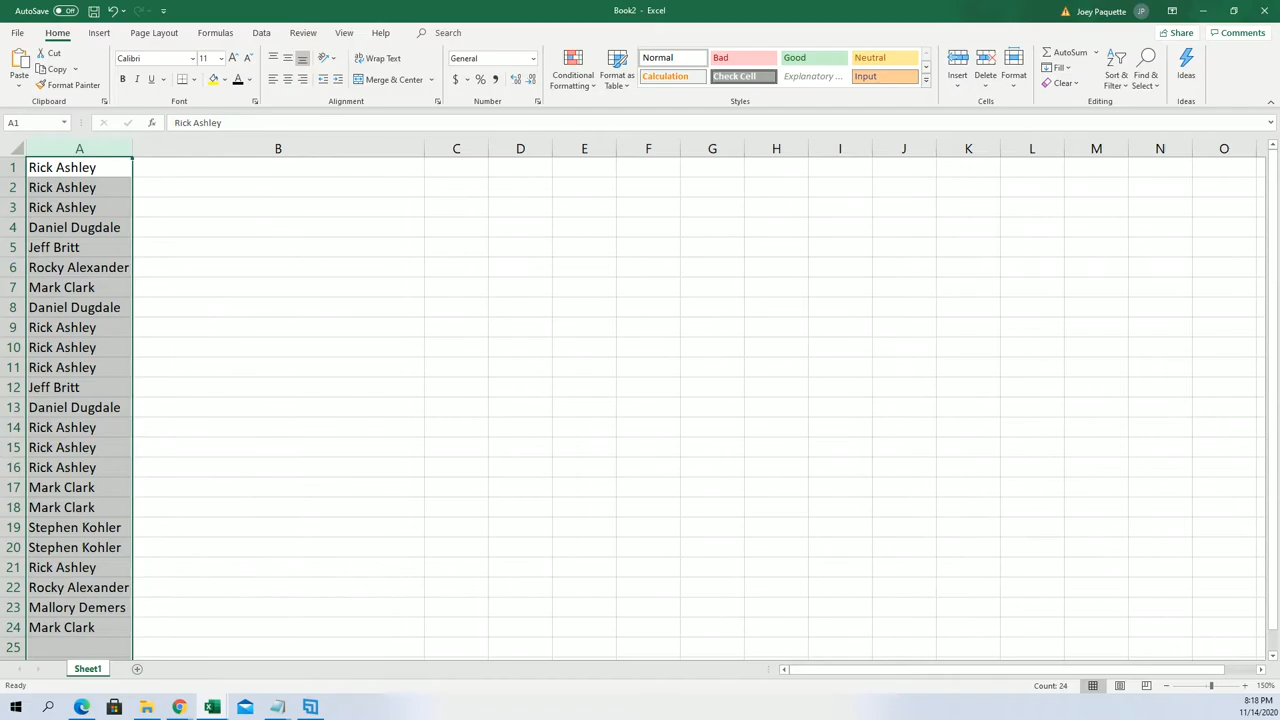 AutoSave Off Book2 - Excel Joey Paquette JP
File Home Insert Page Layout Formulas Data Review View Help Search Share Comments
Paste Cut Copy Format Painter Clipboard
Calibri 11 B I U Font
Wrap Text Merge & Center Alignment
General $ % Number
Conditional Formatting Format as Table
Normal Bad Good Neutral
Calculation Check Cell Explanatory ... Input
Styles
Insert Delete Format Cells
AutoSum Fill Clear Sort & Filter Find & Select Editing
Ideas Ideas
A1 fx Rick Ashley
A B C D E F G H I J K L M N O
1 Rick Ashley
2 Rick Ashley
3 Rick Ashley
4 Daniel Dugdale
5 Jeff Britt
6 Rocky Alexander
7 Mark Clark
8 Daniel Dugdale
9 Rick Ashley
10 Rick Ashley
11 Rick Ashley
12 Jeff Britt
13 Daniel Dugdale
14 Rick Ashley
15 Rick Ashley
16 Rick Ashley
17 Mark Clark
18 Mark Clark
19 Stephen Kohler
20 Stephen Kohler
21 Rick Ashley
22 Rocky Alexander
23 Mallory Demers
24 Mark Clark
25
Sheet1
Ready Count: 24 150%
8:18 PM
11/14/2020